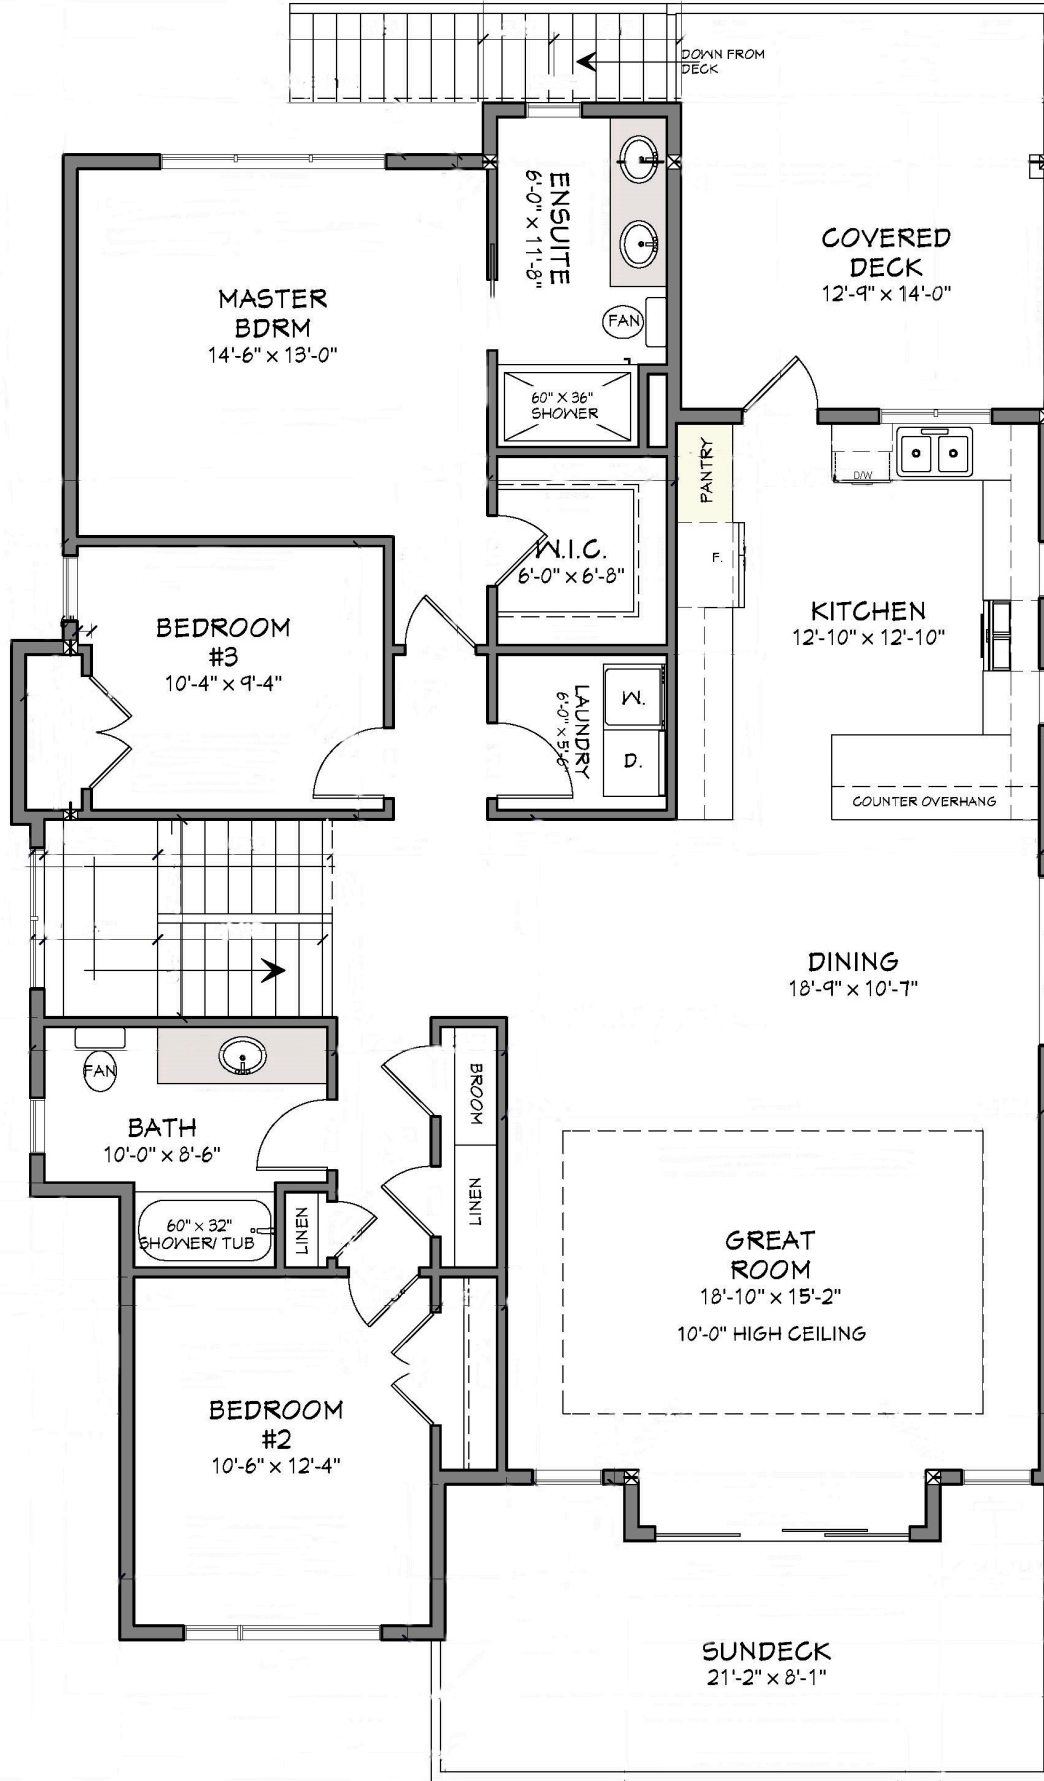 DOWN FROM
DECK
ENSUITE
6'-0" x 11'-8"
COVERED
DECK
12'-9" x 14'-0"
MASTER
BDRM
14'-6" x 13'-0"
FAN
60" X 36"
SHOWER
PANTRY
D/W
F.
W.I.C.
6'-0" x 6'-8"
KITCHEN
12'-10" x 12'-10"
BEDROOM
#3
10'-4" x 9'-4"
LAUNDRY
6'-0" x 5'-6"
W.
D.
COUNTER OVERHANG
DINING
18'-9" x 10'-7"
FAN
BROOM
BATH
10'-0" x 8'-6"
LINEN
60" x 32"
SHOWER/ TUB
LINEN
GREAT
ROOM
18'-10" x 15'-2"
10'-0" HIGH CEILING
BEDROOM
#2
10'-6" x 12'-4"
SUNDECK
21'-2" x 8'-1"